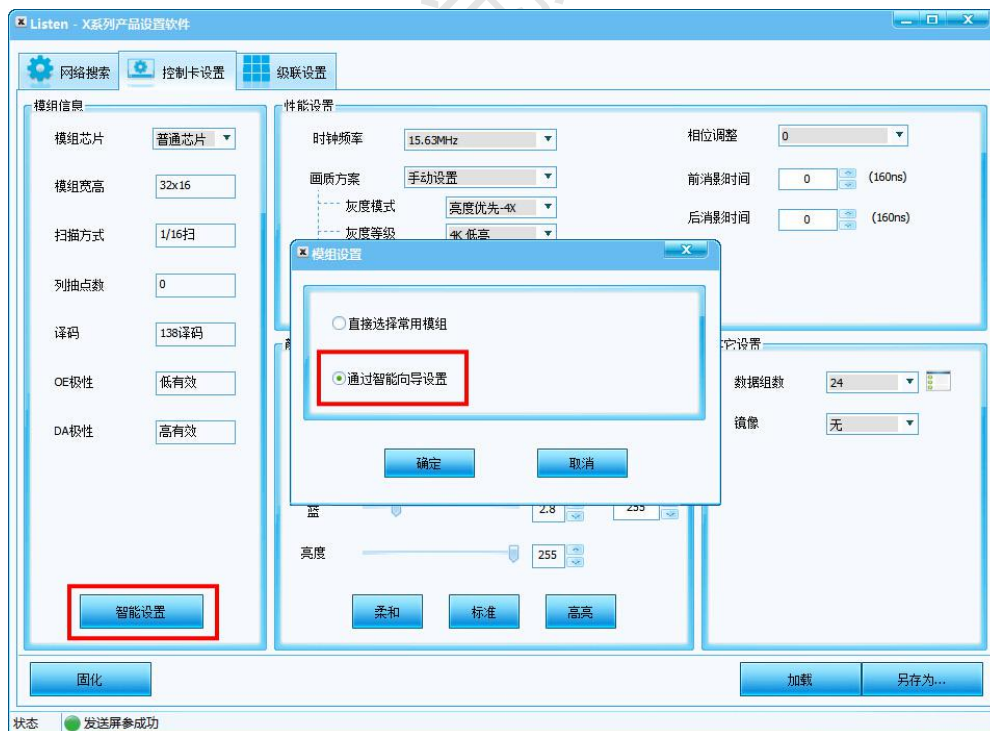 Listen - X系列产品设置软件
网络搜索 控制卡设置 级联设置
模组信息
模组芯片 普通芯片
模组宽高 32x16
扫描方式 1/16扫
列抽点数 0
译码 138译码
OE极性 低有效
DA极性 高有效
智能设置
性能设置
时钟频率 15.63MHz
画质方案 手动设置
灰度模式 亮度优先-4X
灰度等级 4K 低亮
相位调整 0
前消影时间 0 (160ns)
后消影时间 0 (160ns)
模组设置
直接选择常用模组
通过智能向导设置
确定 取消
蓝 2.8 255
亮度 255
柔和 标准 高亮
它设置
数据组数 24
镜像 无
固化 加载 另存为...
状态 发送屏参成功